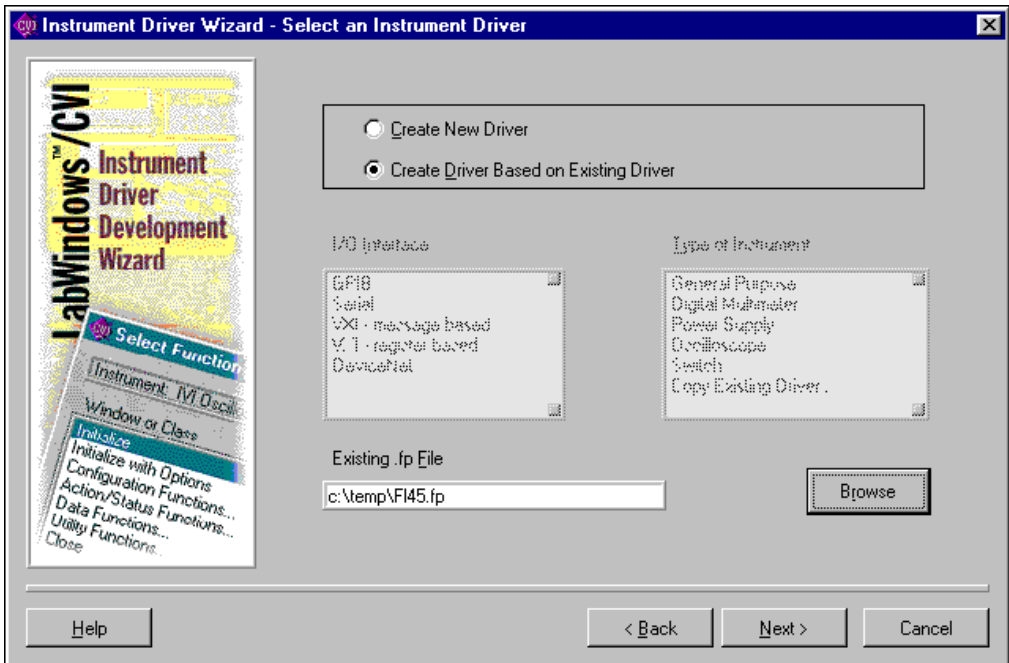 CVI Instrument Driver Wizard - Select an Instrument Driver
LabWindows™/CVI
Instrument
Driver
Development
Wizard
CVI Select Function
Instrument: IVI Oscill
Window or Class
Initialize
Initialize with Options
Configuration Functions...
Action/Status Functions...
Data Functions...
Utility Functions...
Close
Create New Driver
Create Driver Based on Existing Driver
I/O Interface
GPIB
Serial
VXI - message based
VXI - register based
DeviceNet
Type of Instrument
General Purpose
Digital Multimeter
Power Supply
Oscilloscope
Switch
Copy Existing Driver .
Existing .fp File
c:\temp\Fl45.fp
Browse
Help
< Back
Next >
Cancel